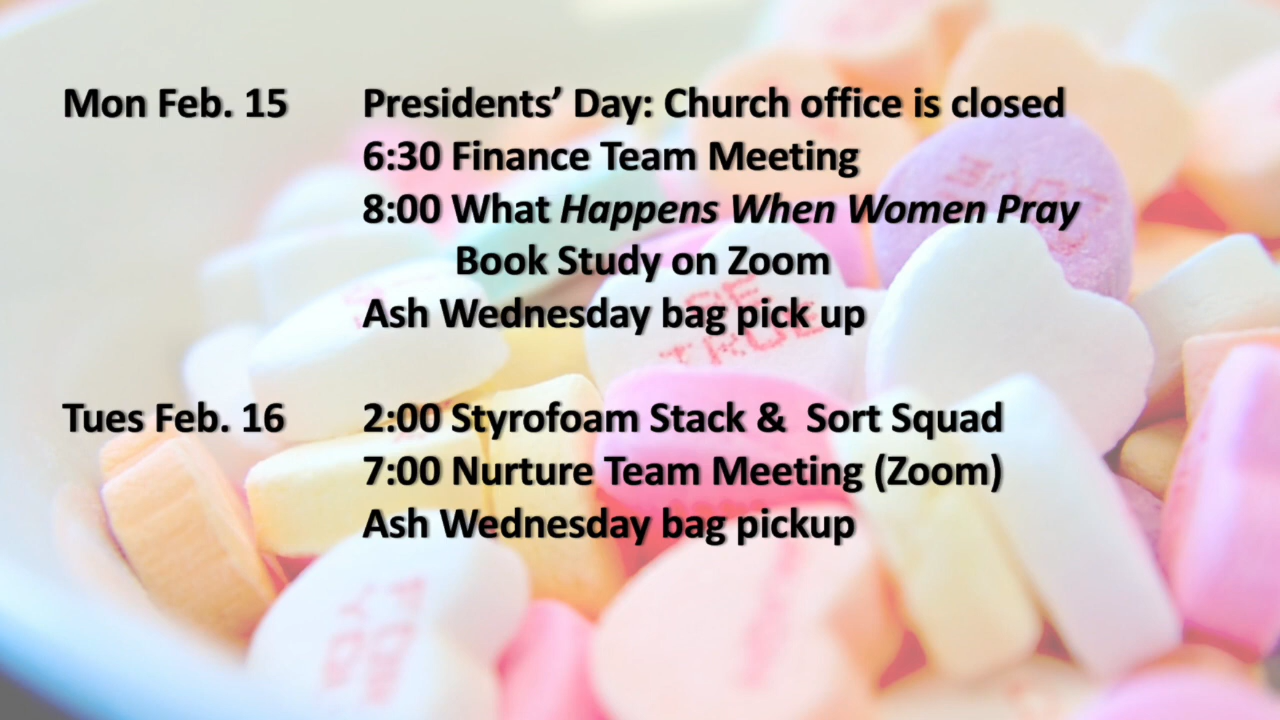 Mon Feb. 15 Presidents’ Day: Church office is closed
6:30 Finance Team Meeting
8:00 What Happens When Women Pray
Book Study on Zoom
Ash Wednesday bag pick up
Tues Feb. 16 2:00 Styrofoam Stack &  Sort Squad
7:00 Nurture Team Meeting (Zoom)
Ash Wednesday bag pickup
TRUE